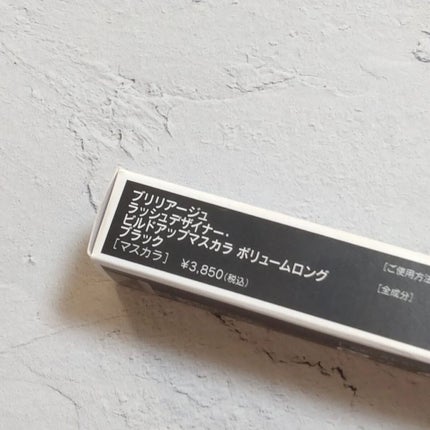 ブリリアージュ
ラッシュデザイナー・
ビルドアップマスカラ ボリュームロング
ブラック
[マスカラ] ￥3,850(税込)
[ご使用方法
[全成分]